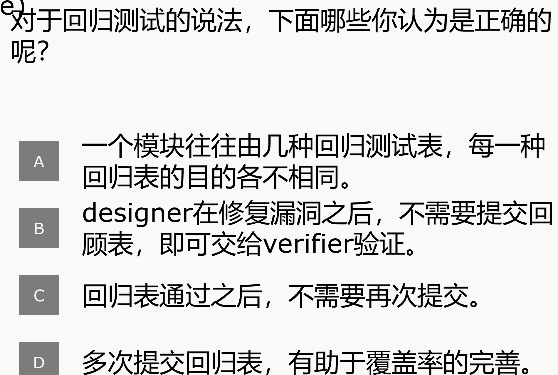 e)
对于回归测试的说法，下面哪些你认为是正确的
呢？
A 一个模块往往由几种回归测试表，每一种
回归表的目的各不相同。
B designer在修复漏洞之后，不需要提交回
顾表，即可交给verifier验证。
C 回归表通过之后，不需要再次提交。
D 多次提交回归表，有助于覆盖率的完善。